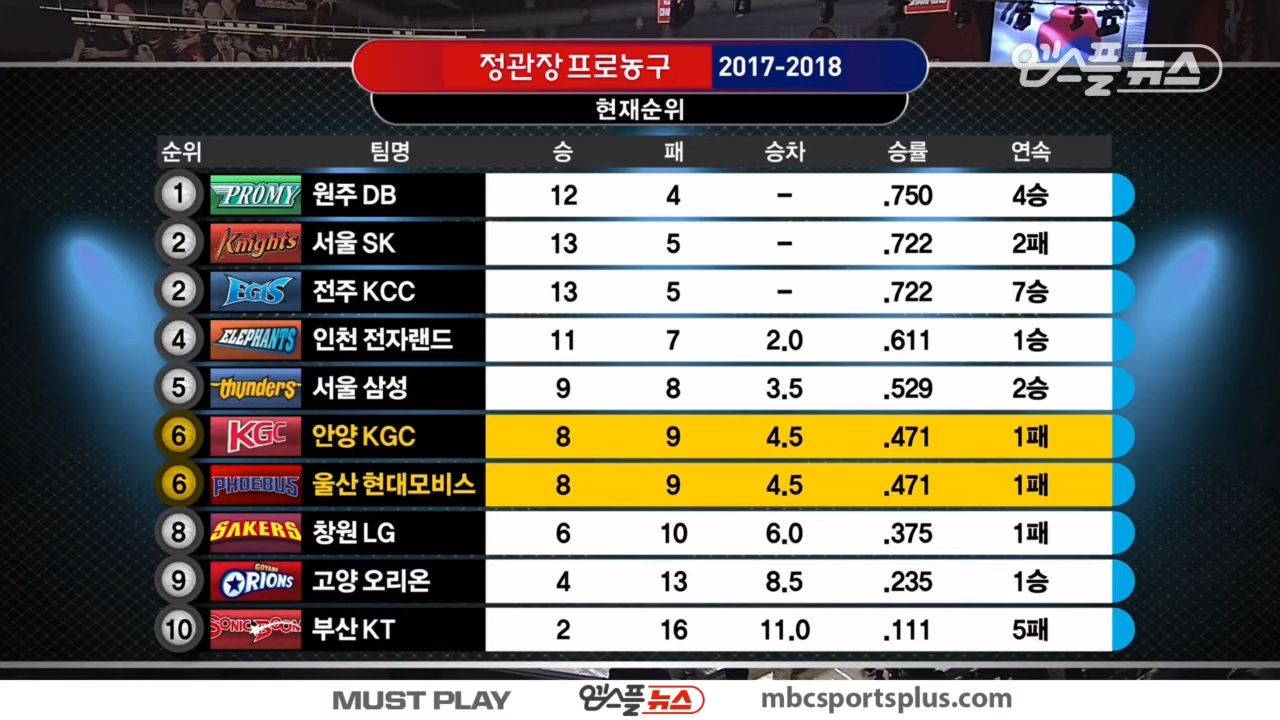 엠스플뉴스
정관장 프로농구 2017-2018
현재순위
순위 팀명 승 패 승차 승률 연속
1 PROMY 원주 DB 12 4 – .750 4승
2 Knights 서울 SK 13 5 – .722 2패
2 EGIS 전주 KCC 13 5 – .722 7승
4 ELEPHANTS 인천 전자랜드 11 7 2.0 .611 1승
5 thunders 서울 삼성 9 8 3.5 .529 2승
6 KGC 안양 KGC 8 9 4.5 .471 1패
6 PHOEBUS 울산 현대모비스 8 9 4.5 .471 1패
8 SAKERS 창원 LG 6 10 6.0 .375 1패
9 GOYANG ORIONS 고양 오리온 4 13 8.5 .235 1승
10 SONICBOOM 부산 KT 2 16 11.0 .111 5패
MUST PLAY 엠스플뉴스 mbcsportsplus.com